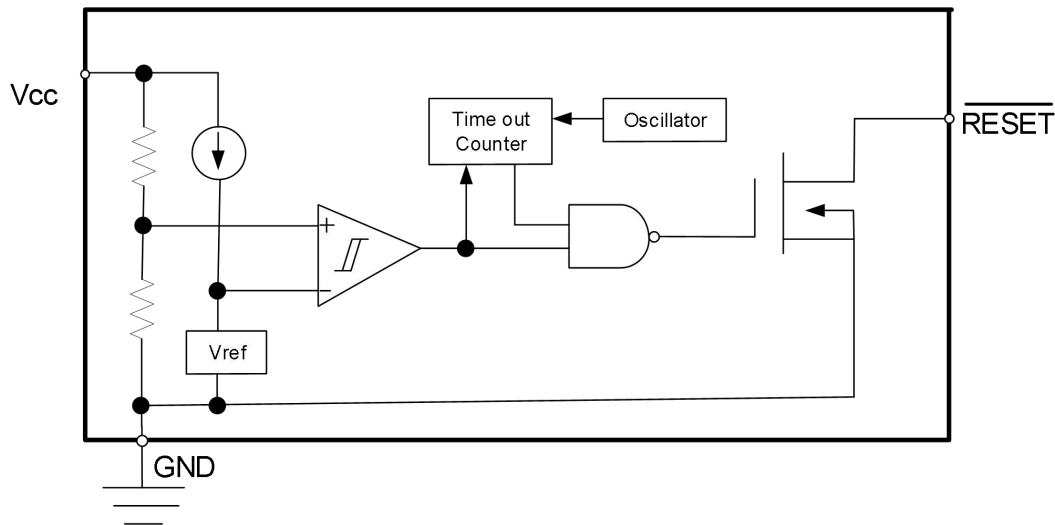 Vcc
Time out
Counter
Oscillator
RESET
+
−
Vref
GND